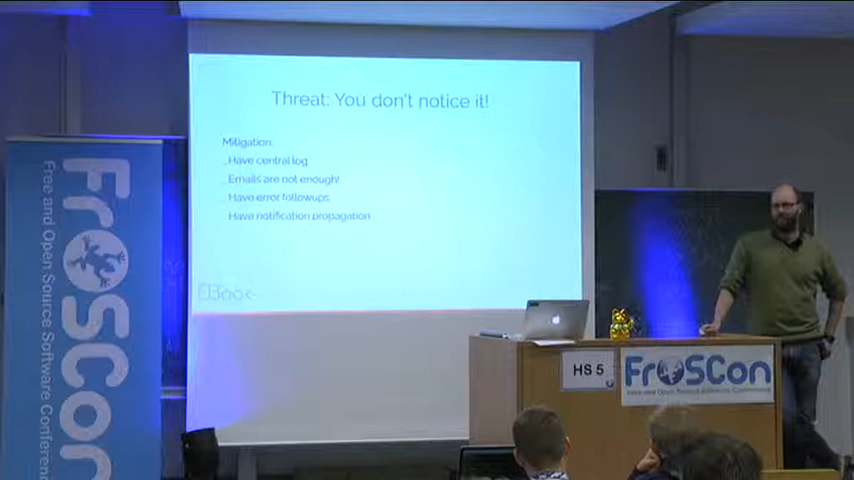 Threat: You don't notice it!
Mitigation:
Have central log
Emails are not enough!
Have error followups
Have notification propagation
FrOSCon
Free and Open Source Software Conference
HS 5
FrOSCon
Free and Open Source Software Conference